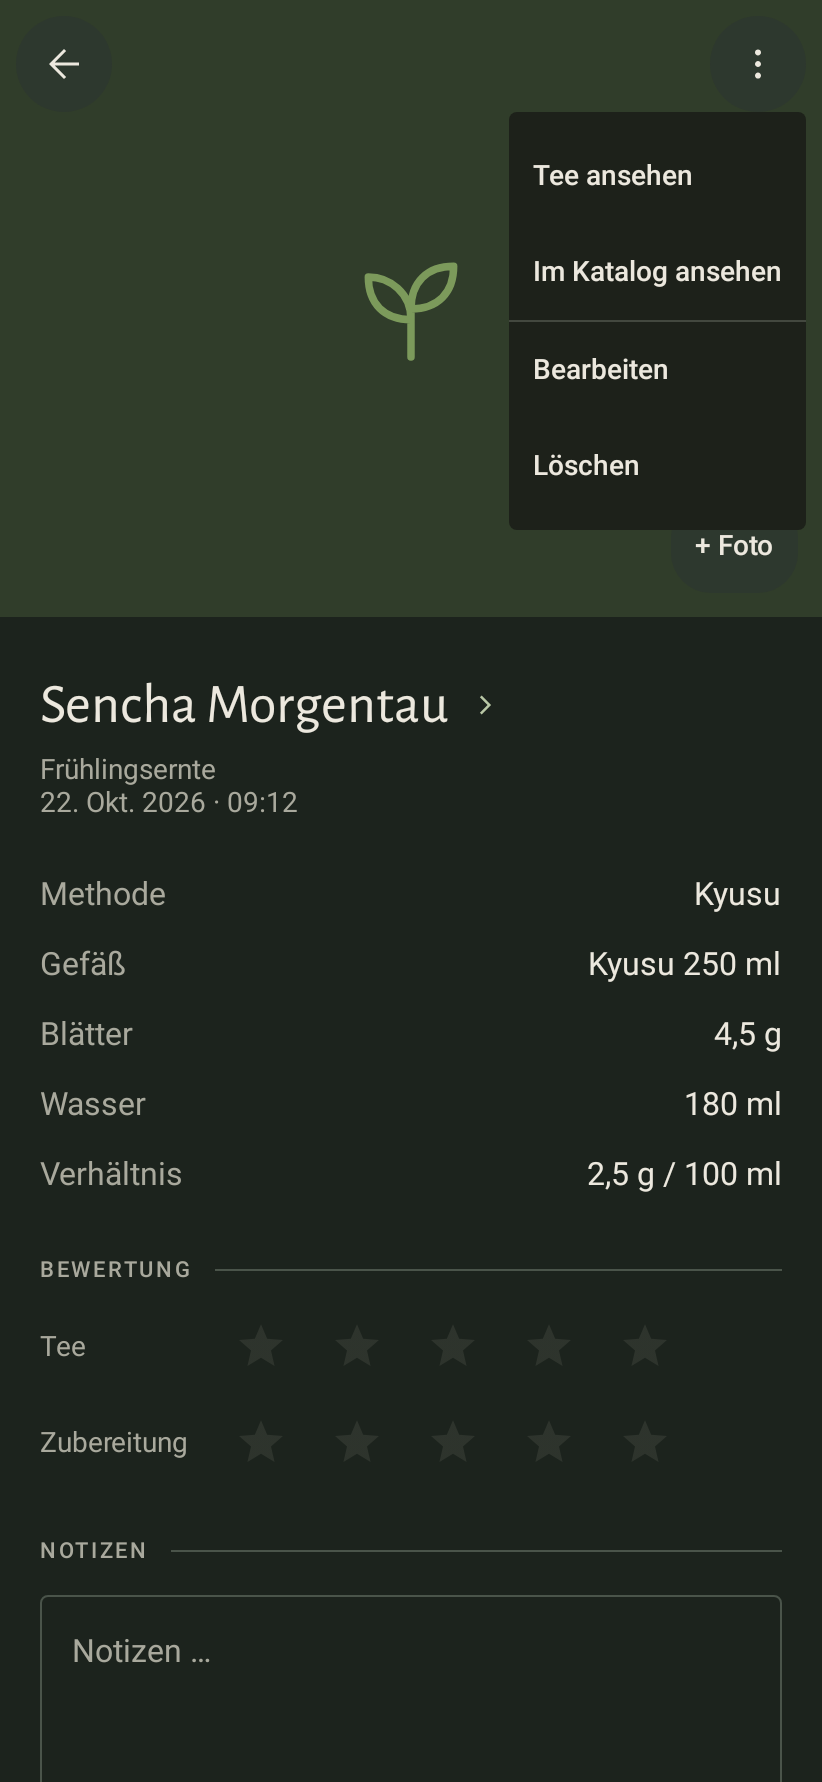 Tee ansehen
Im Katalog ansehen
Bearbeiten
Löschen
+ Foto
Sencha Morgentau
Frühlingsernte
22. Okt. 2026 · 09:12
Methode Kyusu
Gefäß Kyusu 250 ml
Blätter 4,5 g
Wasser 180 ml
Verhältnis 2,5 g / 100 ml
BEWERTUNG
Tee
Zubereitung
NOTIZEN
Notizen …